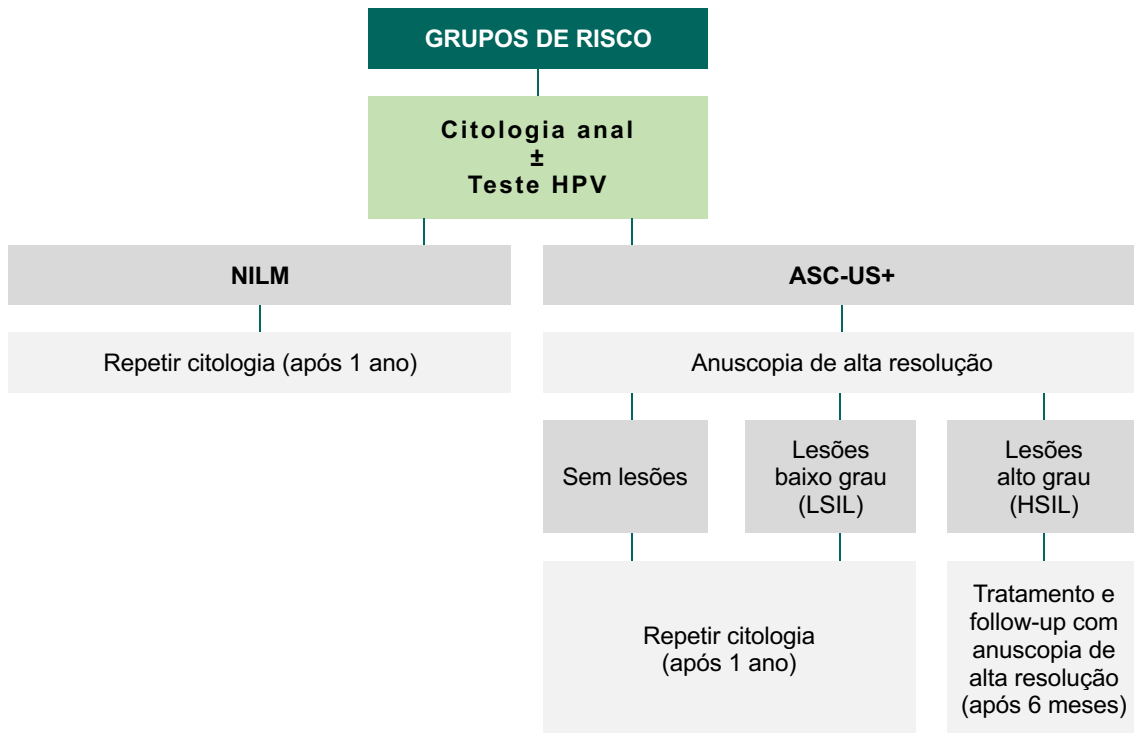 GRUPOS DE RISCO
Citologia anal
±
Teste HPV
NILM
ASC-US+
Repetir citologia (após 1 ano)
Anuscopia de alta resolução
Sem lesões
Lesões
baixo grau
(LSIL)
Lesões
alto grau
(HSIL)
Repetir citologia
(após 1 ano)
Tratamento e
follow-up com
anuscopia de
alta resolução
(após 6 meses)